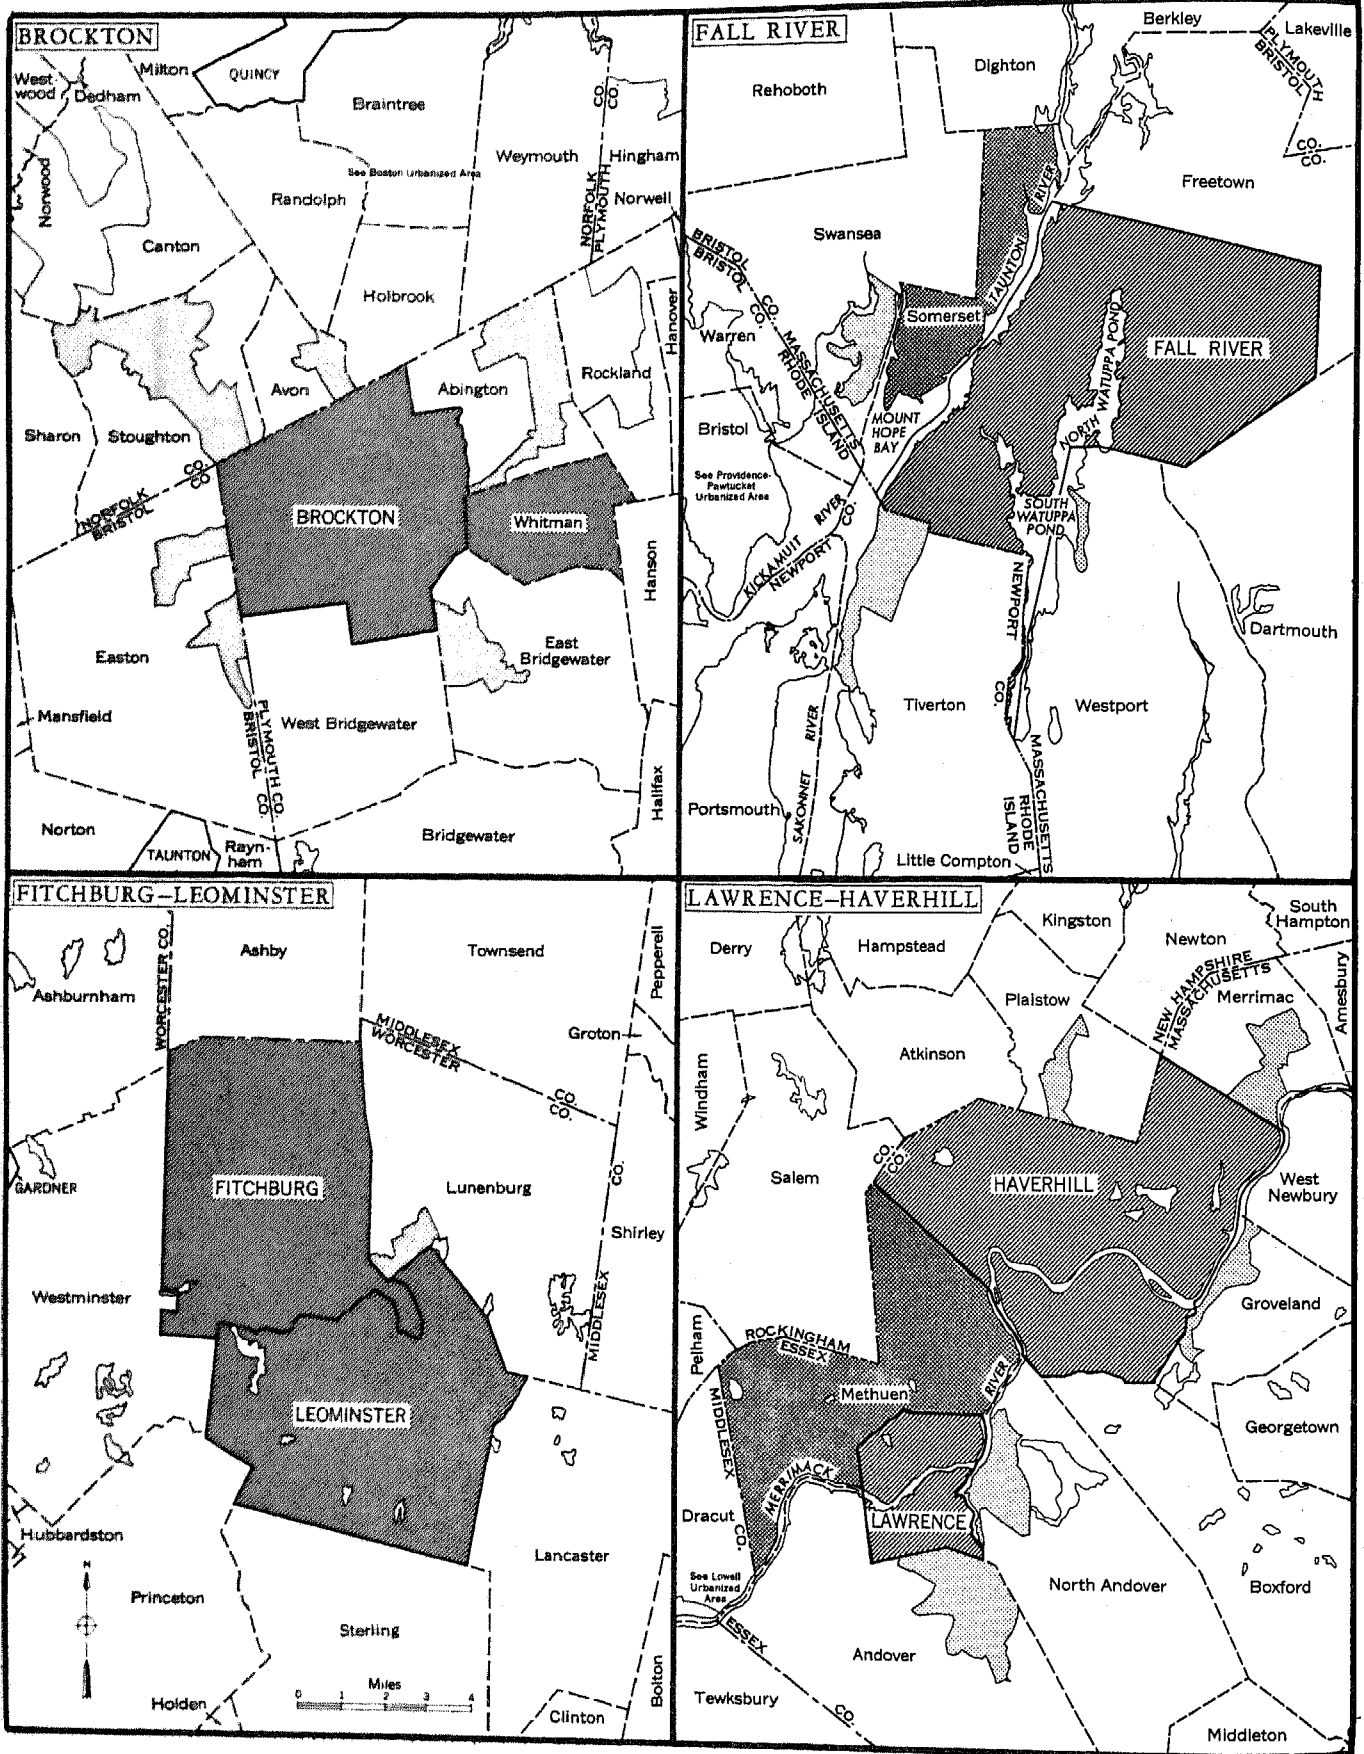 BROCKTON
West
wood
Dedham
Milton
QUINCY
Braintree
Weymouth
CO.
CO.
Hingham
Norwood
See Boston Urbanized Area
Randolph
NORFOLK
PLYMOUTH
Norwell
Canton
Holbrook
Hanover
Avon
Abington
Rockland
Sharon
Stoughton
CO.
CO.
NORFOLK
BRISTOL
BROCKTON
Whitman
Hanson
Easton
East
Bridgewater
Mansfield
PLYMOUTH CO.
BRISTOL CO.
West Bridgewater
Halifax
Norton
TAUNTON
Rayn-
ham
Bridgewater
FALL RIVER
Berkley
Lakeville
PLYMOUTH
BRISTOL
CO.
CO.
Dighton
Rehoboth
Freetown
TAUNTON RIVER
Swansea
BRISTOL CO.
BRISTOL CO.
Somerset
Warren
MASSACHUSETTS
RHODE ISLAND
FALL RIVER
NORTH WATUPPA POND
Bristol
MOUNT
HOPE
BAY
See Providence-
Pawtucket
Urbanized Area
SOUTH
WATUPPA
POND
KICKAMUIT RIVER
NEWPORT CO.
NEWPORT CO.
Dartmouth
Tiverton
Westport
SAKONNET RIVER
Portsmouth
MASSACHUSETTS
RHODE
ISLAND
Little Compton
FITCHBURG-LEOMINSTER
WORCESTER CO.
Ashby
Townsend
Pepperell
Ashburnham
MIDDLESEX CO.
WORCESTER CO.
Groton
GARDNER
FITCHBURG
Lunenburg
Shirley
Westminster
MIDDLESEX CO.
LEOMINSTER
Hubbardston
N
Princeton
Lancaster
Sterling
Bolton
Miles
0 1 2 3 4
Holden
Clinton
LAWRENCE-HAVERHILL
Derry
Hampstead
Kingston
South
Hampton
Newton
NEW HAMPSHIRE
MASSACHUSETTS
Merrimac
Amesbury
Plaistow
Atkinson
Windham
Salem
CO.
CO.
HAVERHILL
West
Newbury
Groveland
Pelham
ROCKINGHAM
ESSEX
Methuen
RIVER
MIDDLESEX CO.
MERRIMACK
Georgetown
Dracut
LAWRENCE
See Lowell
Urbanized
Area
North Andover
Boxford
ESSEX CO.
Andover
Tewksbury
Middleton